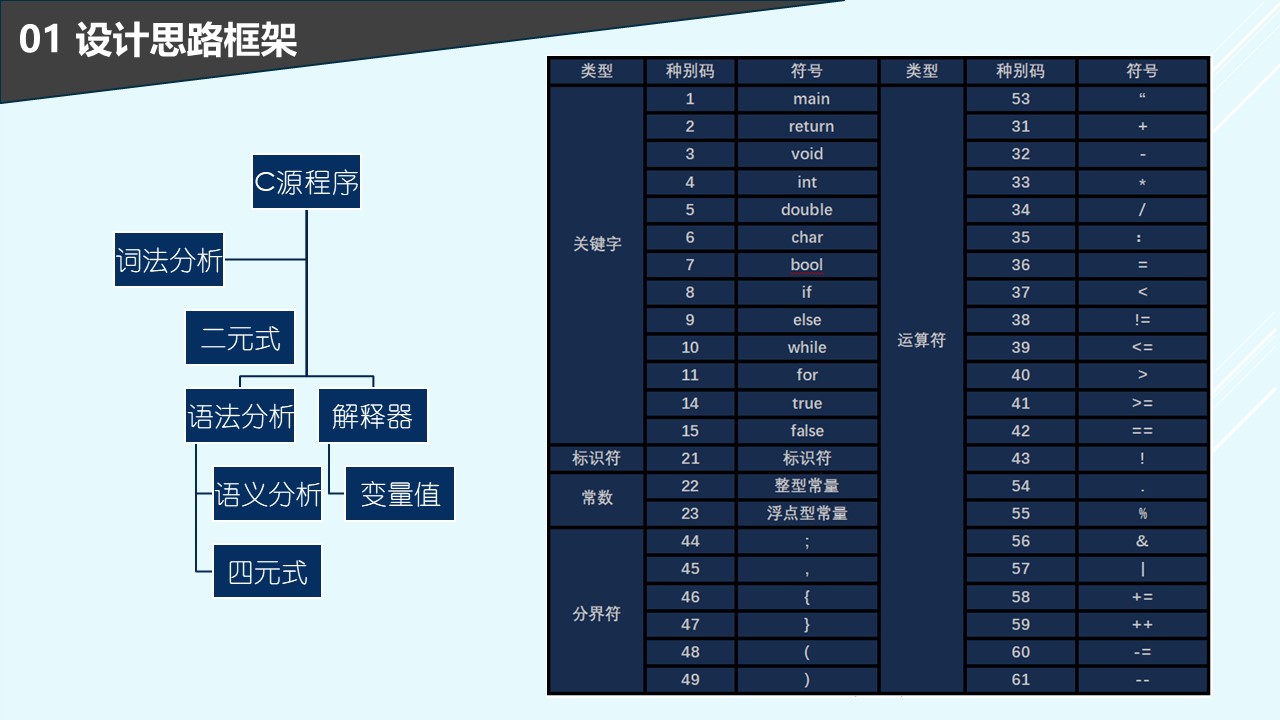 01 设计思路框架
C源程序
词法分析
二元式
语法分析 解释器
语义分析 变量值
四元式
类型 种别码 符号 类型 种别码 符号
关键字 1 main 运算符 53 “
2 return 31 +
3 void 32 -
4 int 33 *
5 double 34 /
6 char 35 :
7 bool 36 =
8 if 37 <
9 else 38 !=
10 while 39 <=
11 for 40 >
14 true 41 >=
15 false 42 ==
标识符 21 标识符 43 !
常数 22 整型常量 54 .
23 浮点型常量 55 %
分界符 44 ; 56 &
45 , 57 |
46 { 58 +=
47 } 59 ++
48 ( 60 -=
49 ) 61 --